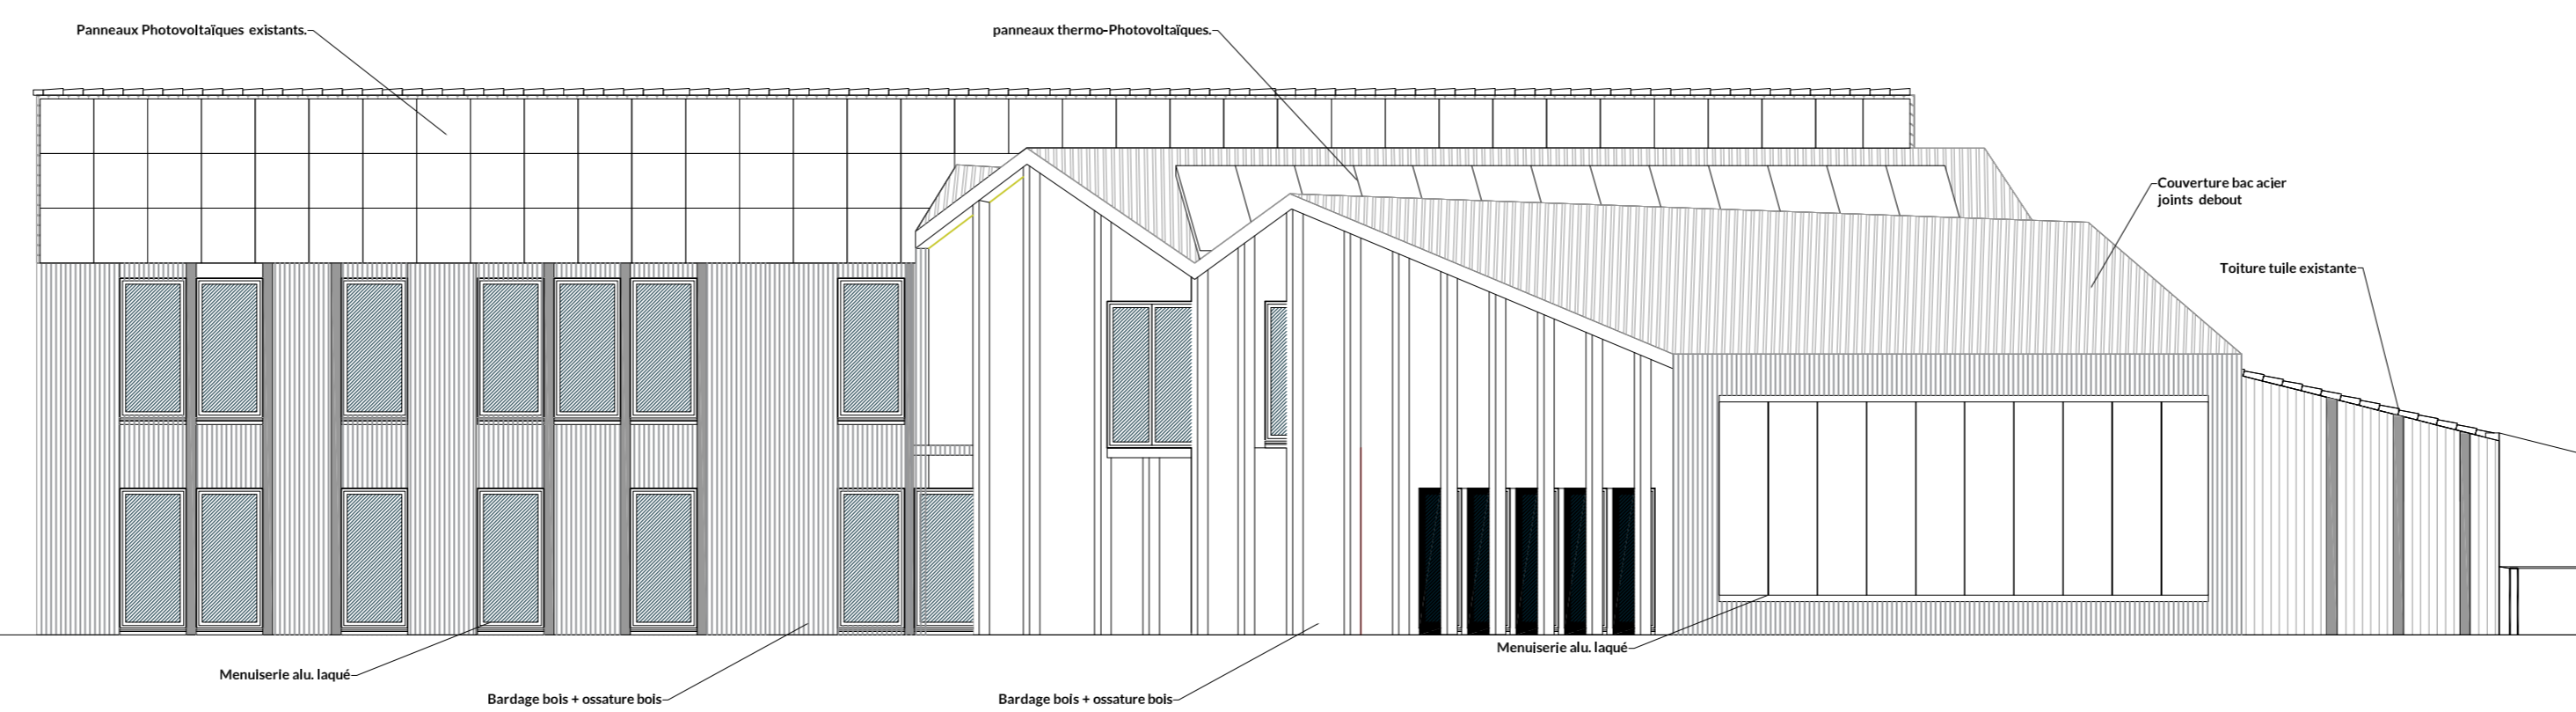 Panneaux Photovoltaïques existants.
panneaux thermo-Photovoltaïques.
Couverture bac acier
joints debout
Toiture tuile existante
Menuiserie alu. laqué
Menuiserie alu. laqué
Bardage bois + ossature bois
Bardage bois + ossature bois